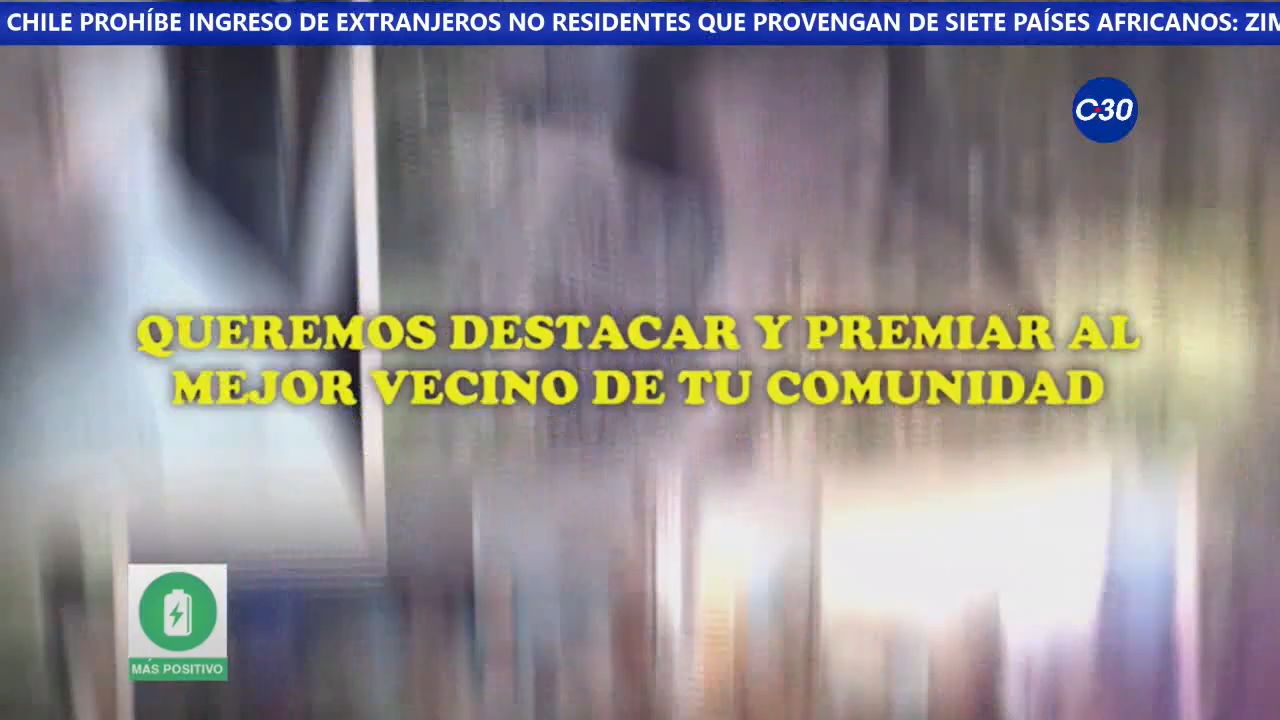 CHILE PROHÍBE INGRESO DE EXTRANJEROS NO RESIDENTES QUE PROVENGAN DE SIETE PAÍSES AFRICANOS: ZIM
C30
QUEREMOS DESTACAR Y PREMIAR AL
MEJOR VECINO DE TU COMUNIDAD
MÁS POSITIVO